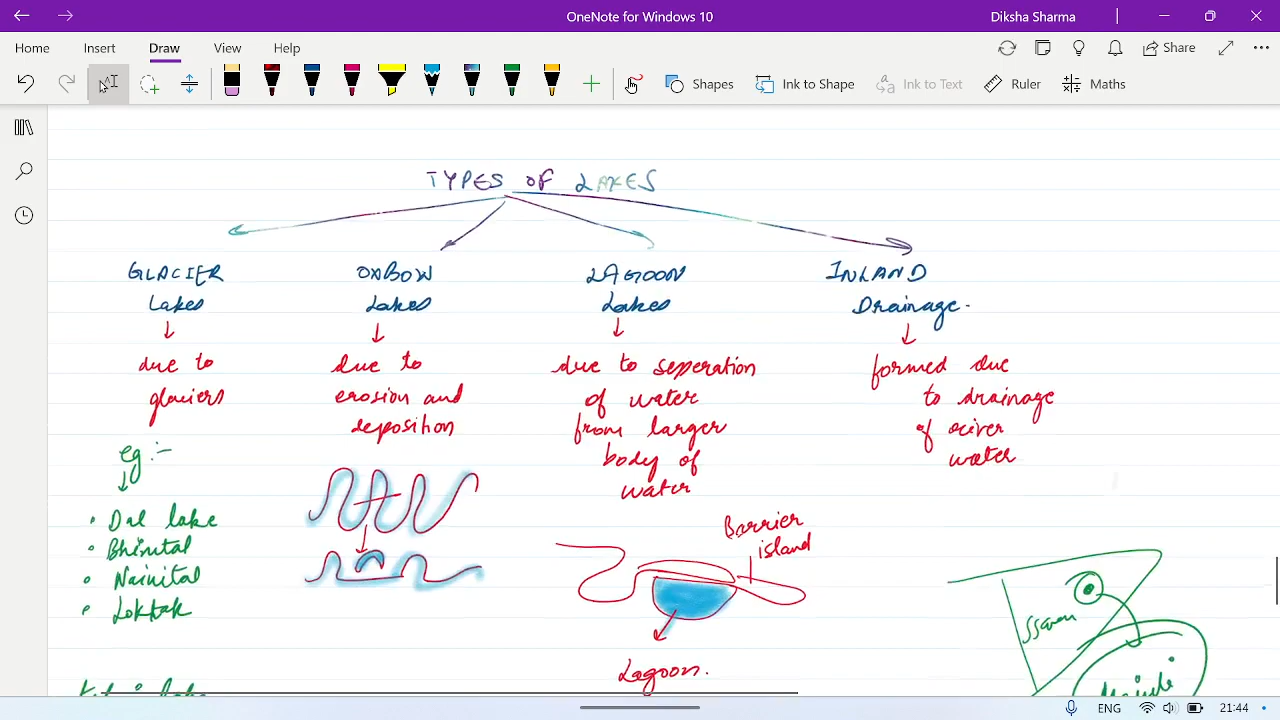 OneNote for Windows 10
Diksha Sharma
Home Insert Draw View Help
Share
Shapes
Ink to Shape
Ink to Text
Ruler
Maths
TYPES OF LAKES
GLACIER
Lakes
due to
glaciers
eg :-
• Dal lake
• Bhimtal
• Nainital
• Loktak
OXBOW
Lakes
due to
erosion and
deposition
LAGOON
Lakes
due to seperation
of water
from larger
body of
water
Barrier
island
Lagoon.
INLAND
Drainage.
formed due
to drainage
of river
water
ENG
21:44